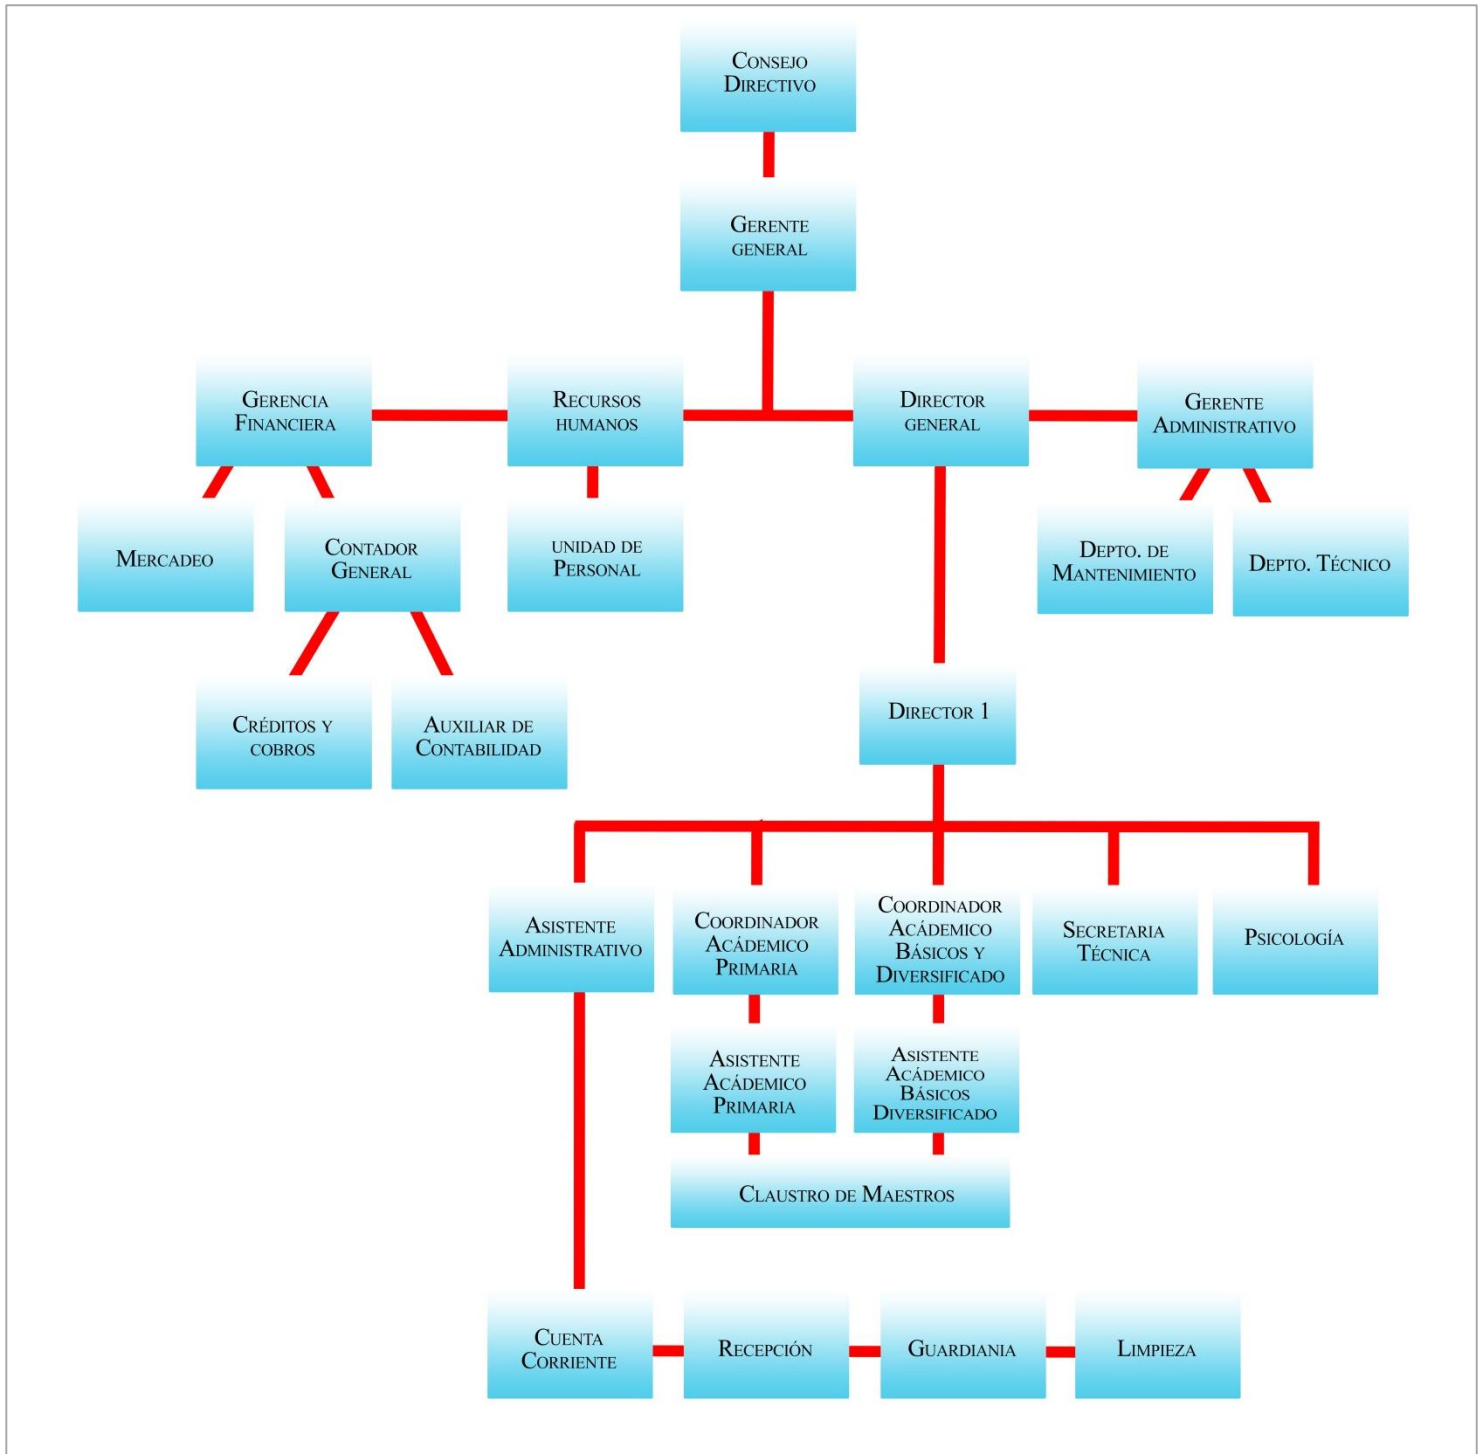 Consejo
Directivo
Gerente
general
Gerencia
Financiera
Recursos
humanos
Director
general
Gerente
Administrativo
Mercadeo
Contador
General
unidad de
Personal
Depto. de
Mantenimiento
Depto. Técnico
Créditos y
cobros
Auxiliar de
Contabilidad
Director 1
Asistente
Administrativo
Coordinador
Acádemico
Primaria
Coordinador
Acádemico
Básicos y
Diversificado
Secretaria
Técnica
Psicología
Asistente
Acádemico
Primaria
Asistente
Acádemico
Básicos
Diversificado
Claustro de Maestros
Cuenta
Corriente
Recepción
Guardiania
Limpieza